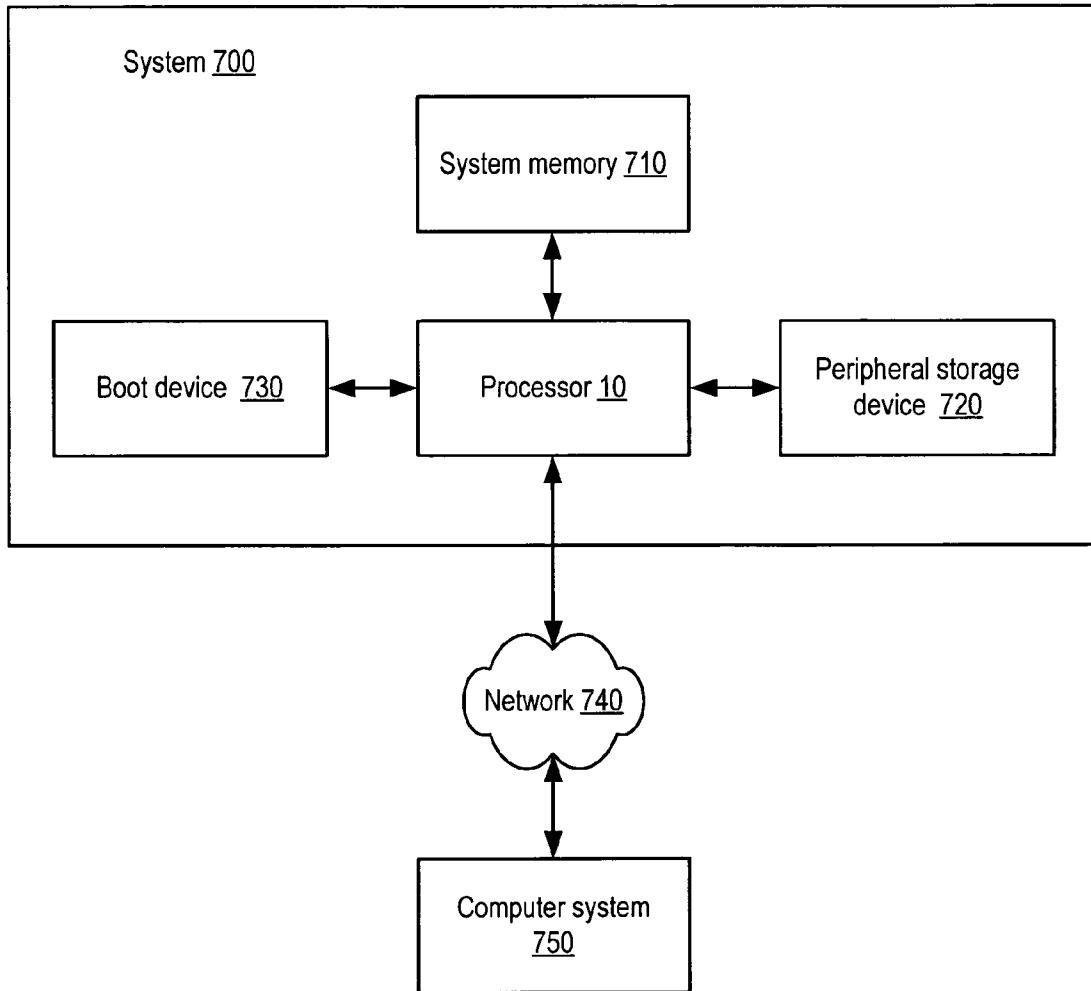 System 700
System memory 710
Boot device 730
Processor 10
Peripheral storage
device 720
Network 740
Computer system
750